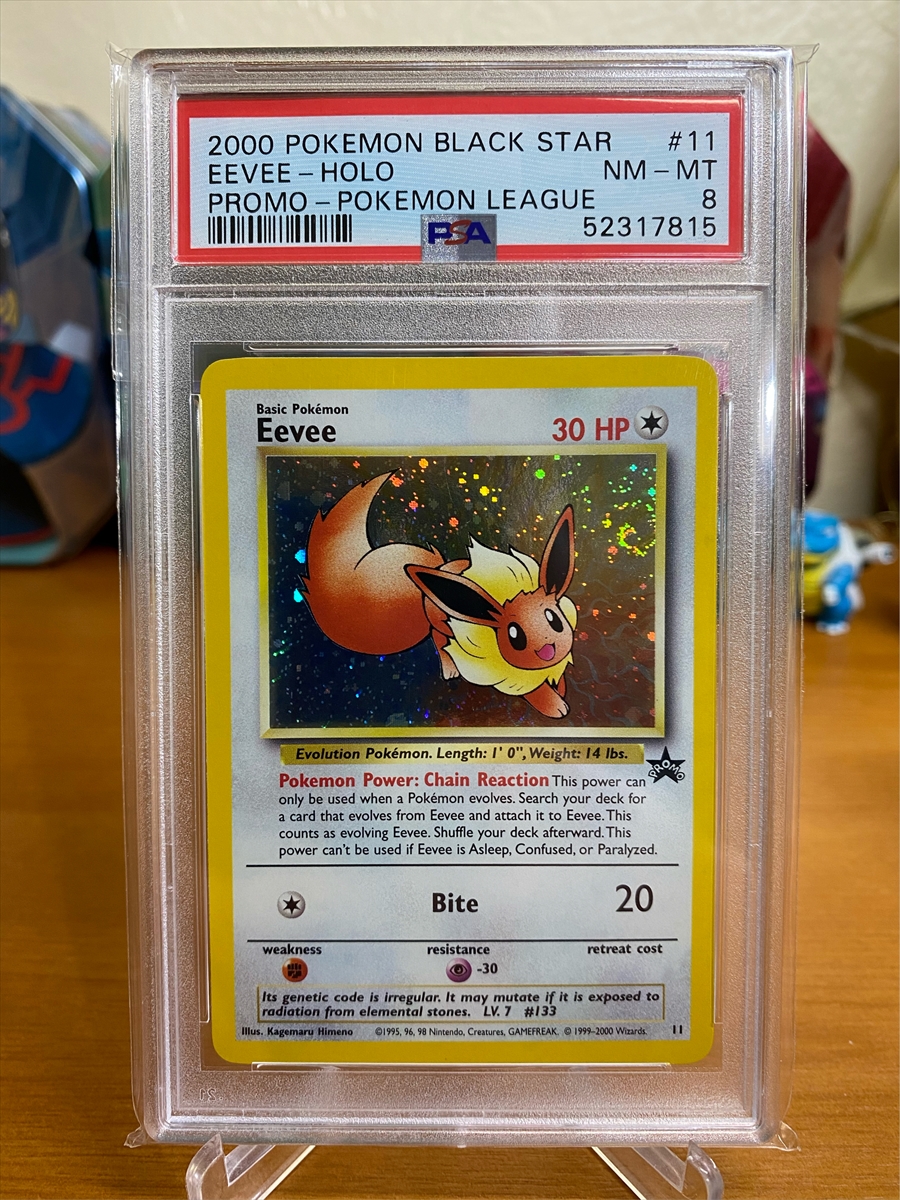 2000 POKEMON BLACK STAR #11
EEVEE - HOLO NM - MT
PROMO - POKEMON LEAGUE 8
PSA 52317815
Basic Pokémon
Eevee 30 HP
Evolution Pokémon. Length: 1' 0", Weight: 14 lbs.
PROMO
Pokemon Power: Chain Reaction This power can
only be used when a Pokémon evolves. Search your deck for
a card that evolves from Eevee and attach it to Eevee. This
counts as evolving Eevee. Shuffle your deck afterward. This
power can't be used if Eevee is Asleep, Confused, or Paralyzed.
Bite 20
weakness resistance retreat cost
-30
Its genetic code is irregular. It may mutate if it is exposed to
radiation from elemental stones. LV. 7 #133
Illus. Kagemaru Himeno ©1995, 96, 98 Nintendo, Creatures, GAMEFREAK. © 1999-2000 Wizards. 11